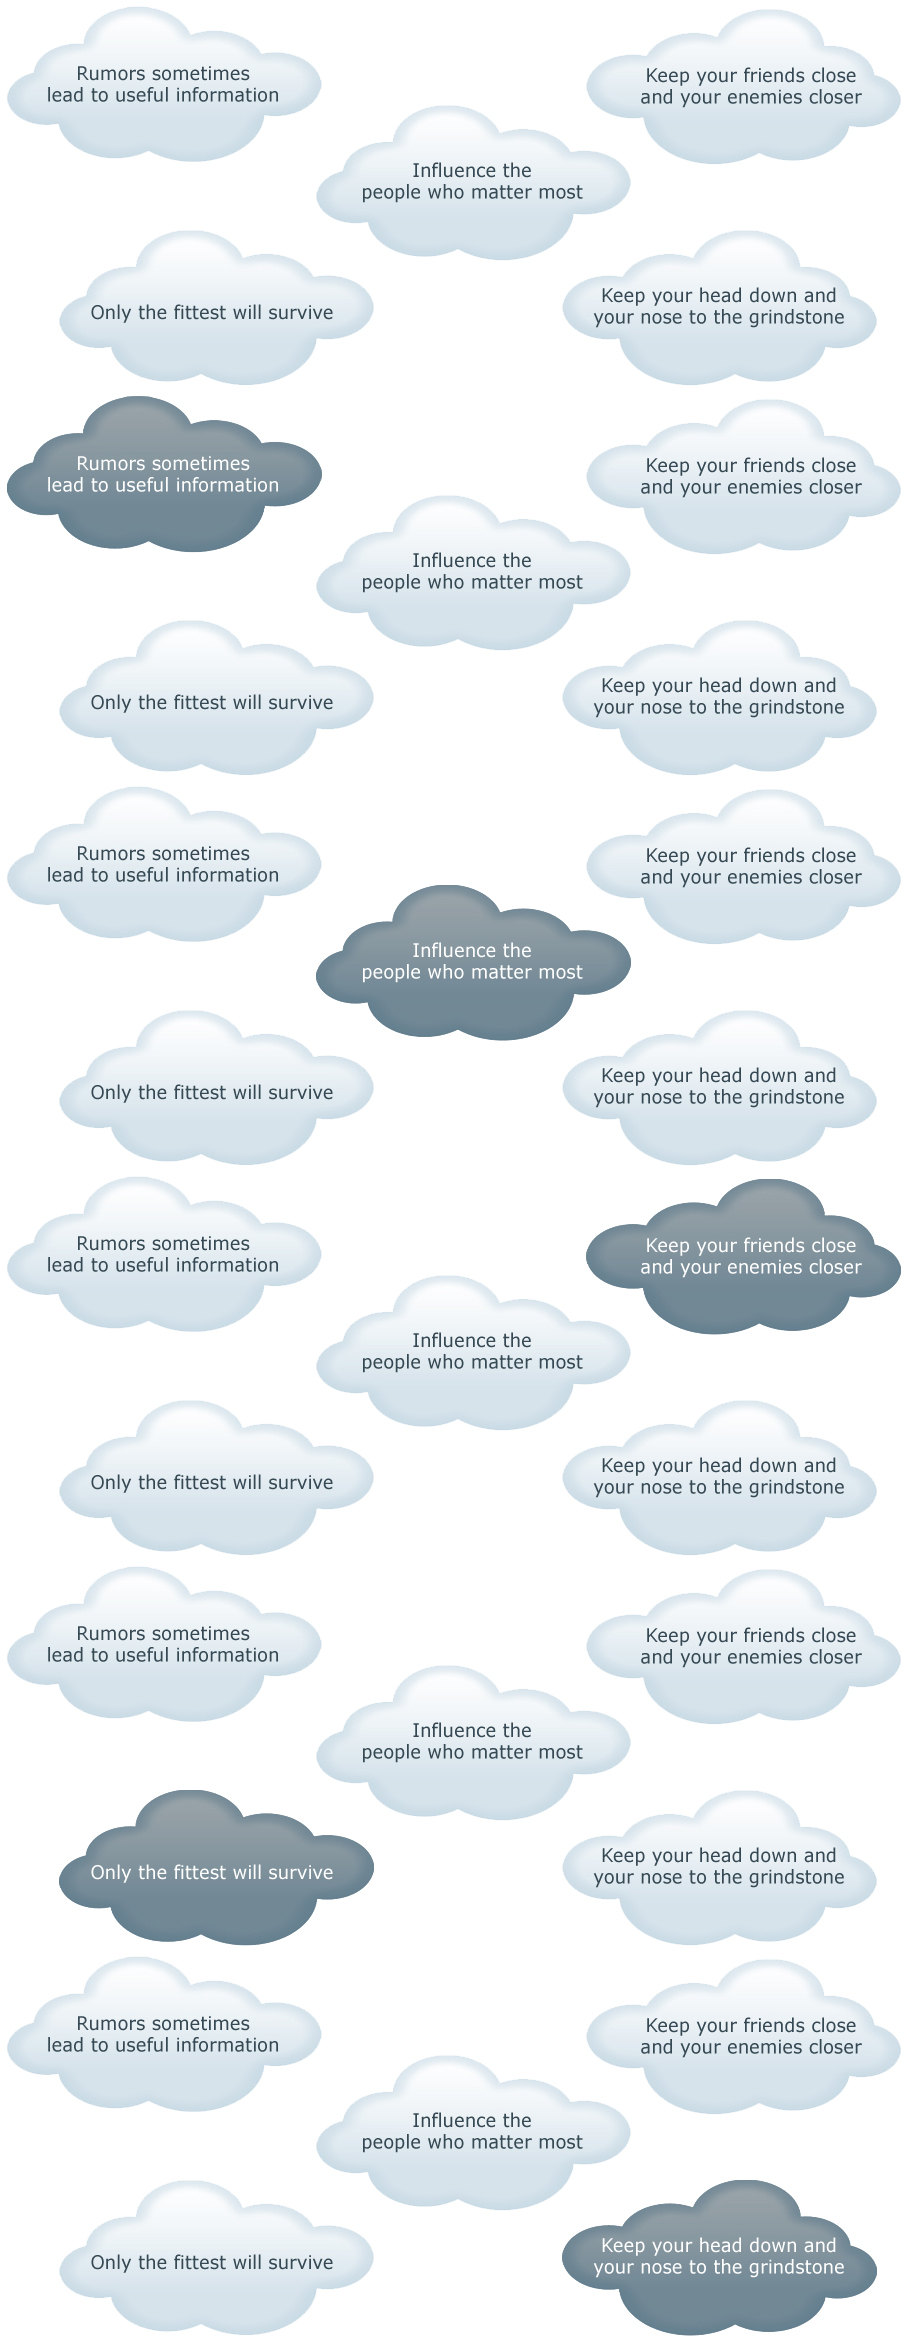 Rumors sometimes
lead to useful information
Keep your friends close
and your enemies closer
Influence the
people who matter most
Only the fittest will survive
Keep your head down and
your nose to the grindstone
Rumors sometimes
lead to useful information
Keep your friends close
and your enemies closer
Influence the
people who matter most
Only the fittest will survive
Keep your head down and
your nose to the grindstone
Rumors sometimes
lead to useful information
Keep your friends close
and your enemies closer
Influence the
people who matter most
Only the fittest will survive
Keep your head down and
your nose to the grindstone
Rumors sometimes
lead to useful information
Keep your friends close
and your enemies closer
Influence the
people who matter most
Only the fittest will survive
Keep your head down and
your nose to the grindstone
Rumors sometimes
lead to useful information
Keep your friends close
and your enemies closer
Influence the
people who matter most
Only the fittest will survive
Keep your head down and
your nose to the grindstone
Rumors sometimes
lead to useful information
Keep your friends close
and your enemies closer
Influence the
people who matter most
Only the fittest will survive
Keep your head down and
your nose to the grindstone